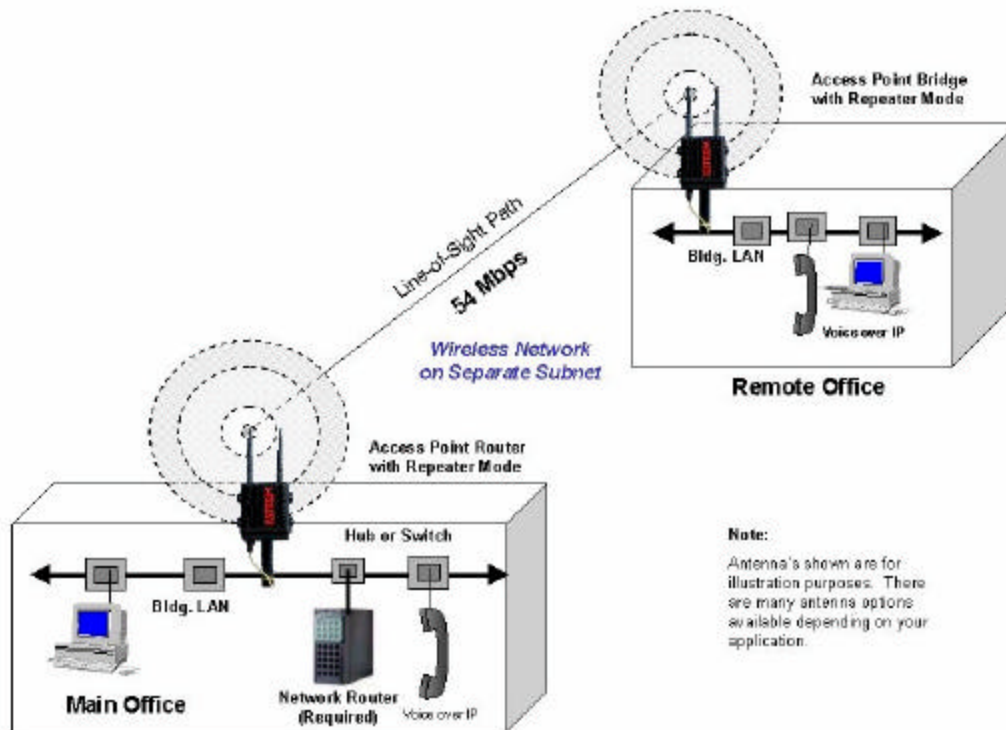 Access Point Bridge
with Repeater Mode
Line-of-Sight Path
54 Mbps
Bldg. LAN
Voice over IP
Wireless Network
on Separate Subnet
Remote Office
Access Point Router
with Repeater Mode
Hub or Switch
Bldg. LAN
Main Office
Network Router
(Required)
Voice over IP
Note:
Antenna's shown are for
illustration purposes. There
are many antenna options
available depending on your
application.